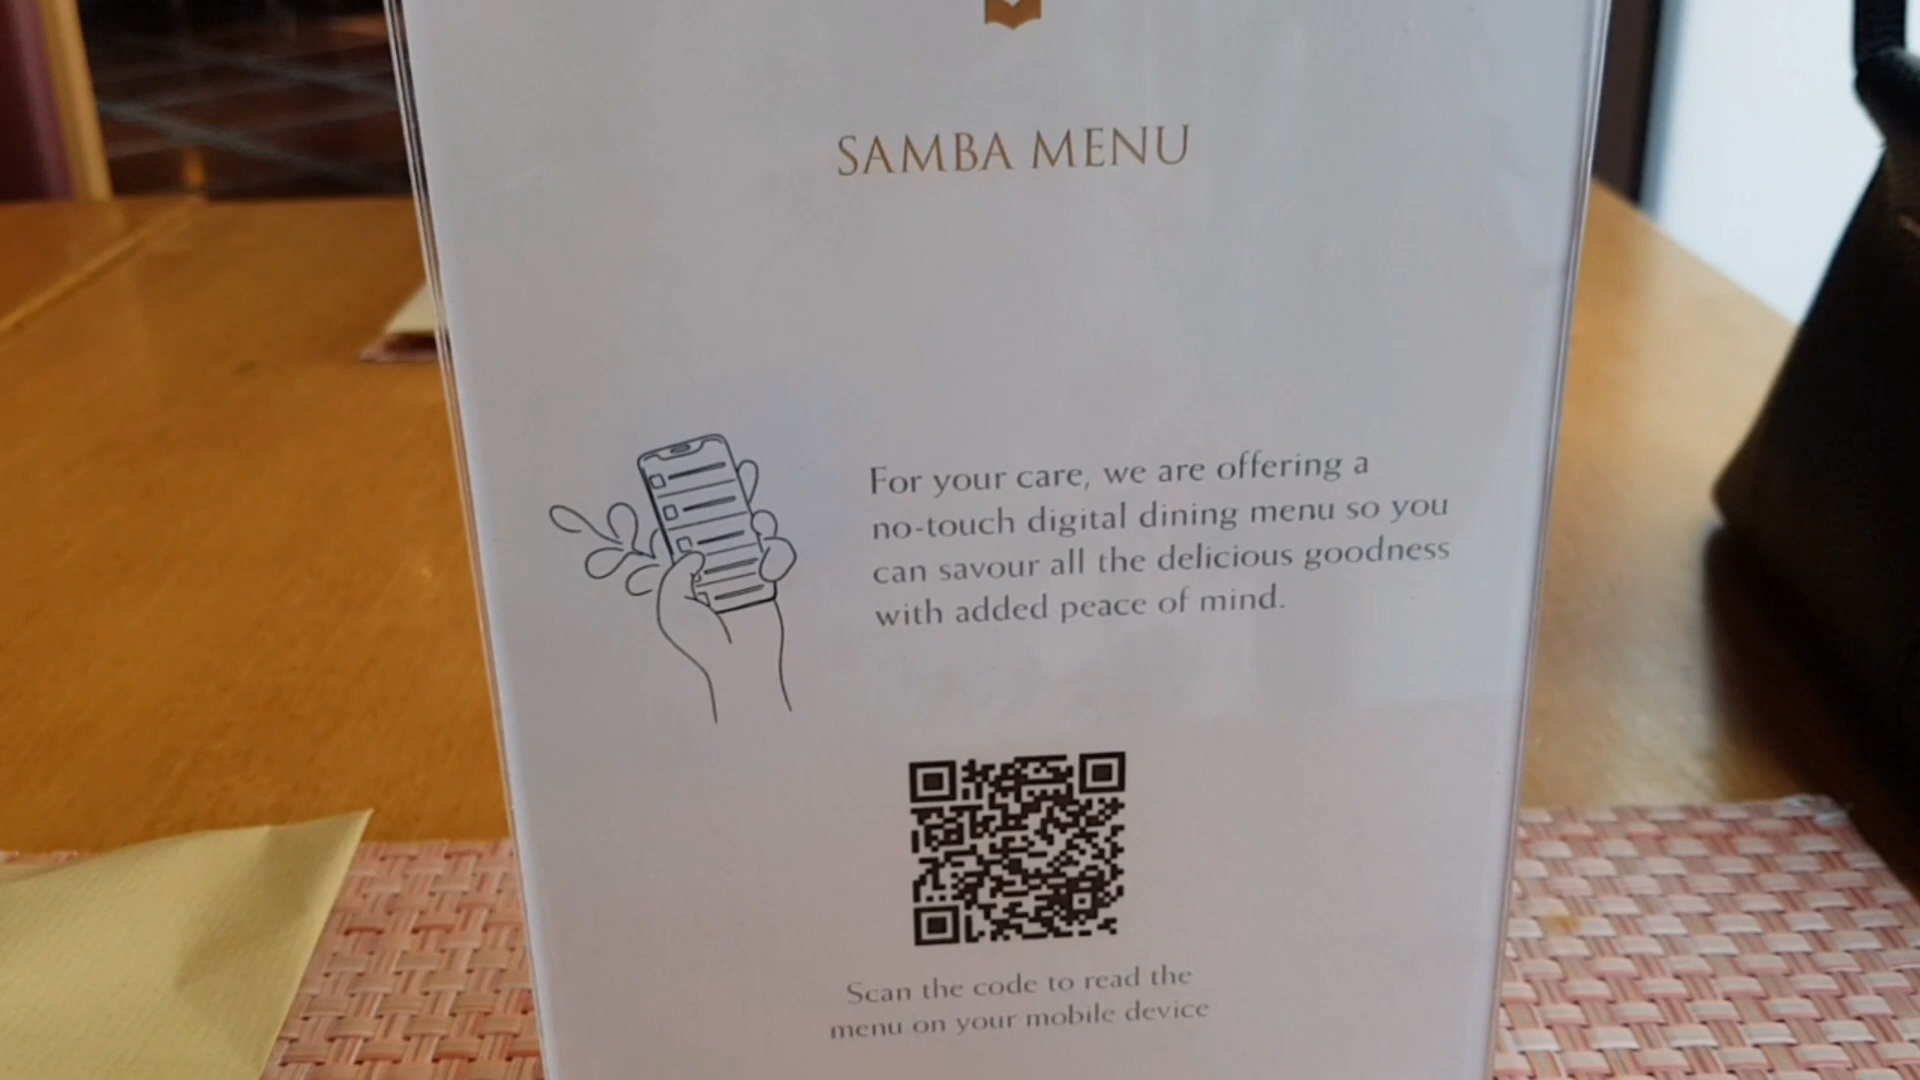 SAMBA MENU
For your care, we are offering a
no-touch digital dining menu so you
can savour all the delicious goodness
with added peace of mind.
Scan the code to read the
menu on your mobile device